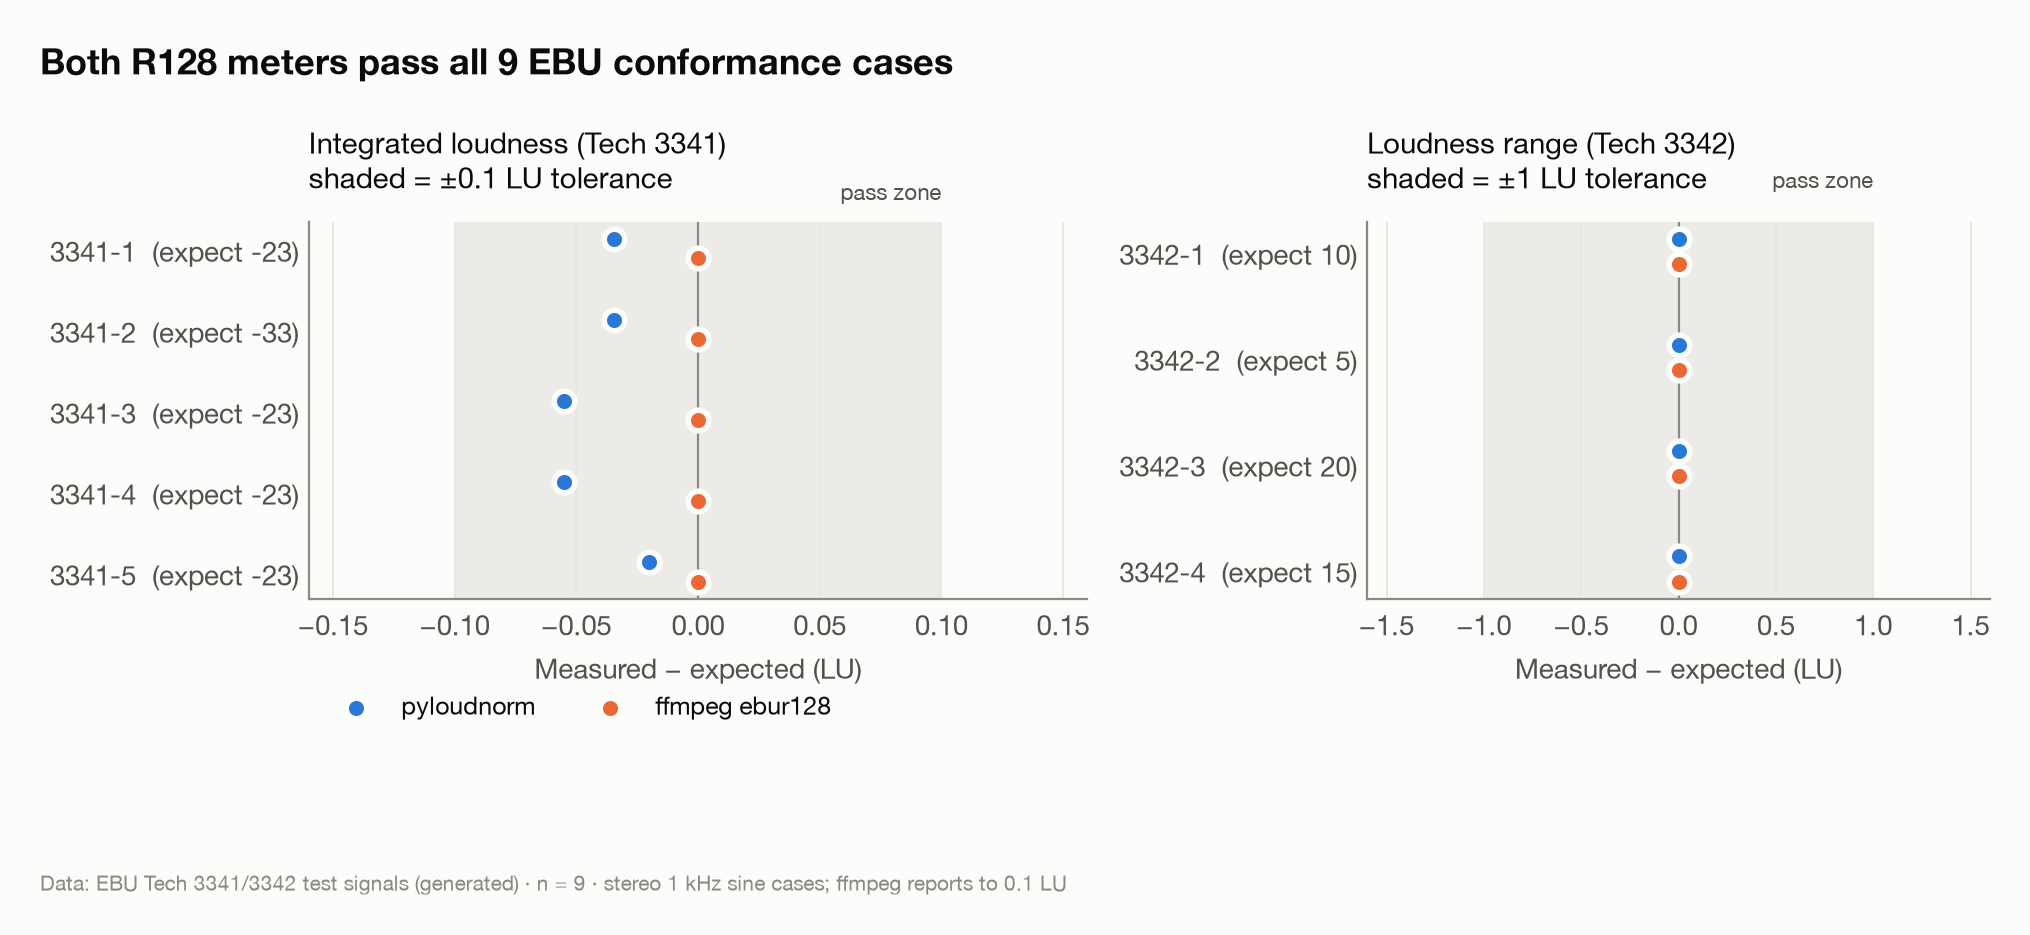 Both R128 meters pass all 9 EBU conformance cases
Integrated loudness (Tech 3341)
shaded = ±0.1 LU tolerance
pass zone
3341-1 (expect -23)
3341-2 (expect -33)
3341-3 (expect -23)
3341-4 (expect -23)
3341-5 (expect -23)
−0.15 −0.10 −0.05 0.00 0.05 0.10 0.15
Measured − expected (LU)
pyloudnorm ffmpeg ebur128
Loudness range (Tech 3342)
shaded = ±1 LU tolerance
pass zone
3342-1 (expect 10)
3342-2 (expect 5)
3342-3 (expect 20)
3342-4 (expect 15)
−1.5 −1.0 −0.5 0.0 0.5 1.0 1.5
Measured − expected (LU)
Data: EBU Tech 3341/3342 test signals (generated) · n = 9 · stereo 1 kHz sine cases; ffmpeg reports to 0.1 LU